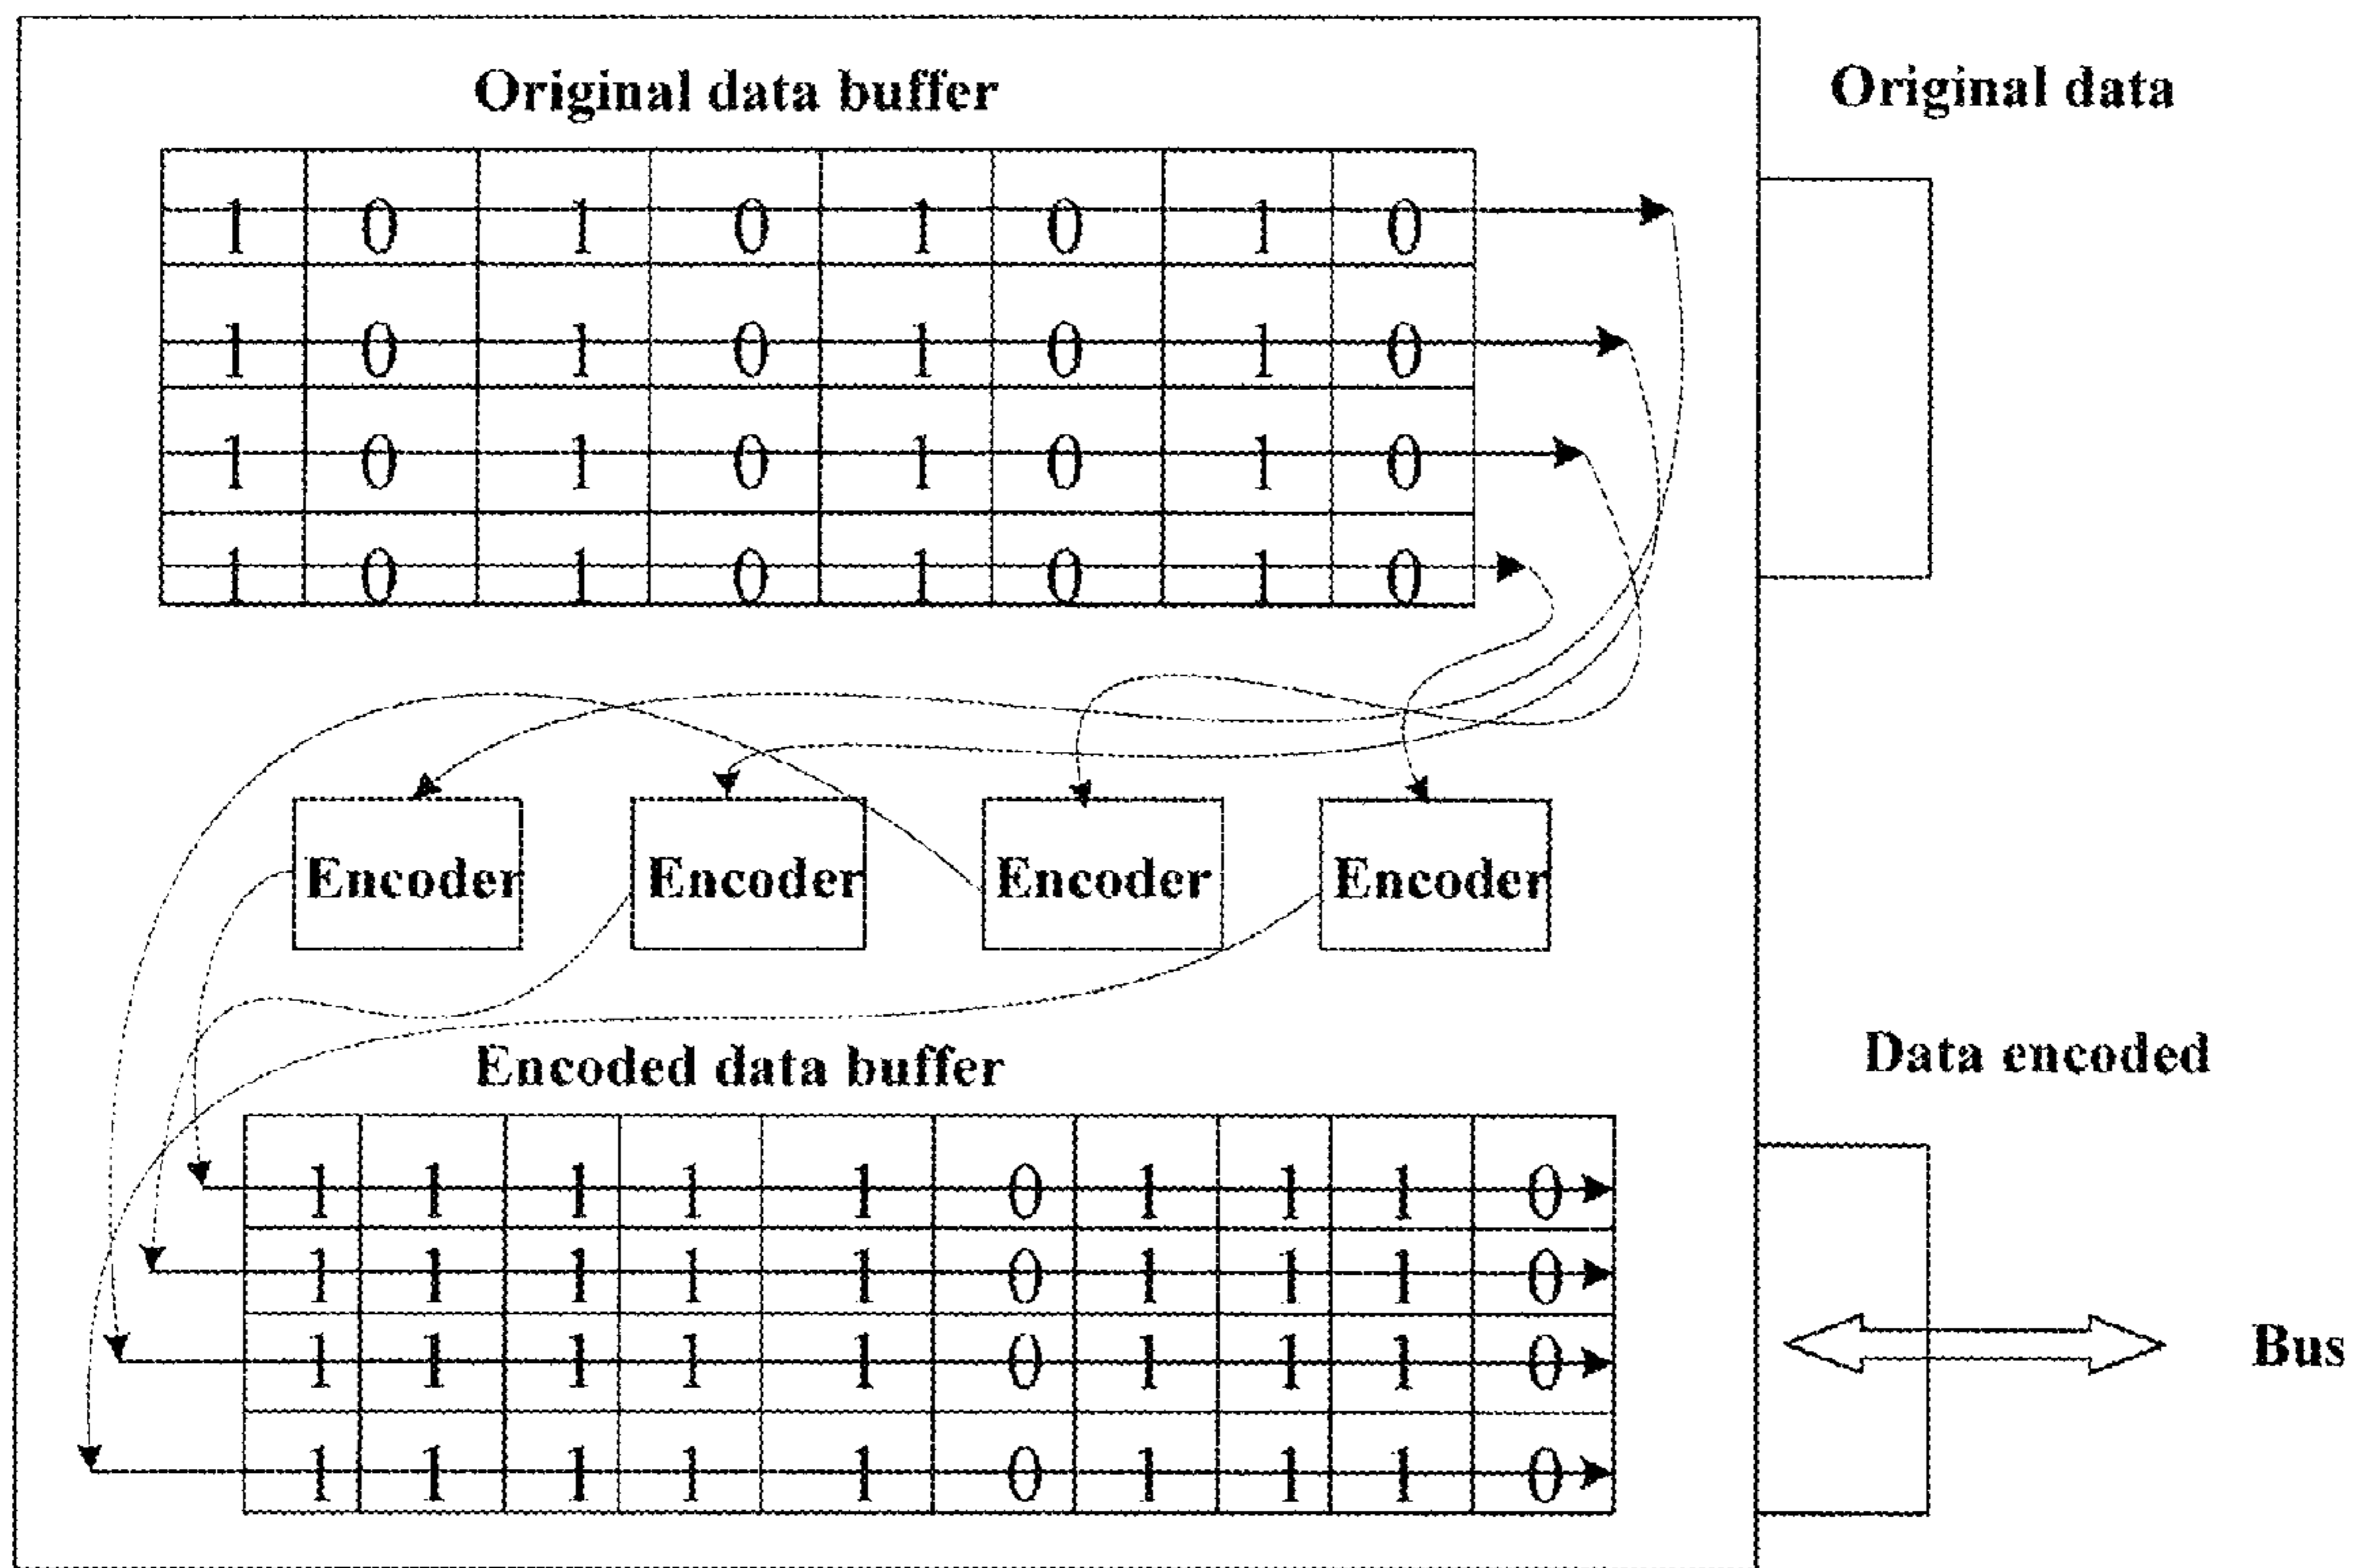 Original data buffer
Original data
1 0 1 0 1 0 1 0
1 0 1 0 1 0 1 0
1 0 1 0 1 0 1 0
1 0 1 0 1 0 1 0
Encoder Encoder Encoder Encoder
Data encoded
Encoded data buffer
1 1 1 1 1 0 1 1 1 0
1 1 1 1 1 0 1 1 1 0
1 1 1 1 1 0 1 1 1 0
Bus
1 1 1 1 1 0 1 1 1 0